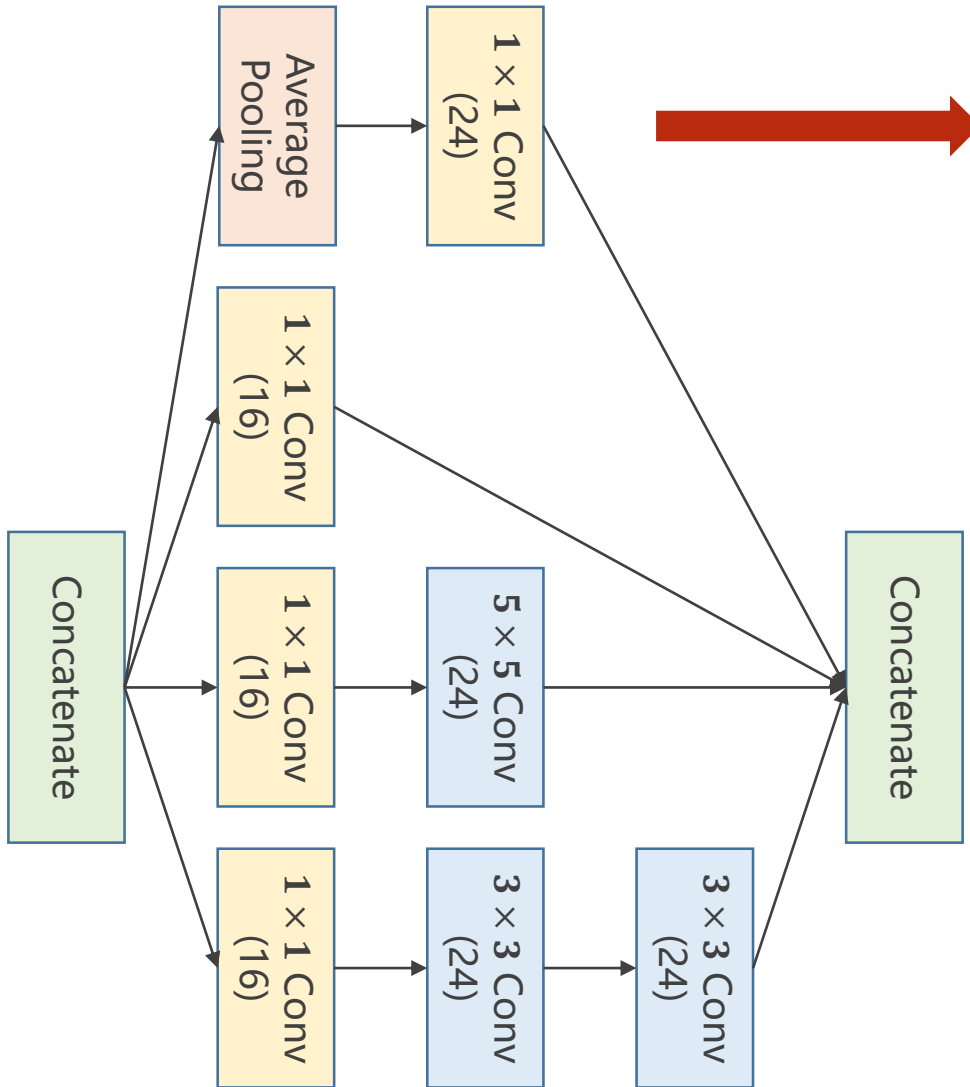 Concatenate
3 × 3 Conv
(24)
1 × 1 Conv
(24)
5 × 5 Conv
(24)
3 × 3 Conv
(24)
Average
Pooling
1 × 1 Conv
(16)
1 × 1 Conv
(16)
1 × 1 Conv
(16)
Concatenate